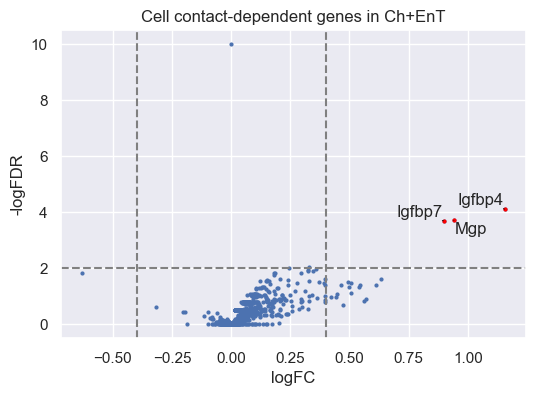 Cell contact-dependent genes in Ch+EnT
10
8
6
4
2
0
-logFDR
Igfbp4
Igfbp7
Mgp
−0.50 −0.25 0.00 0.25 0.50 0.75 1.00
logFC